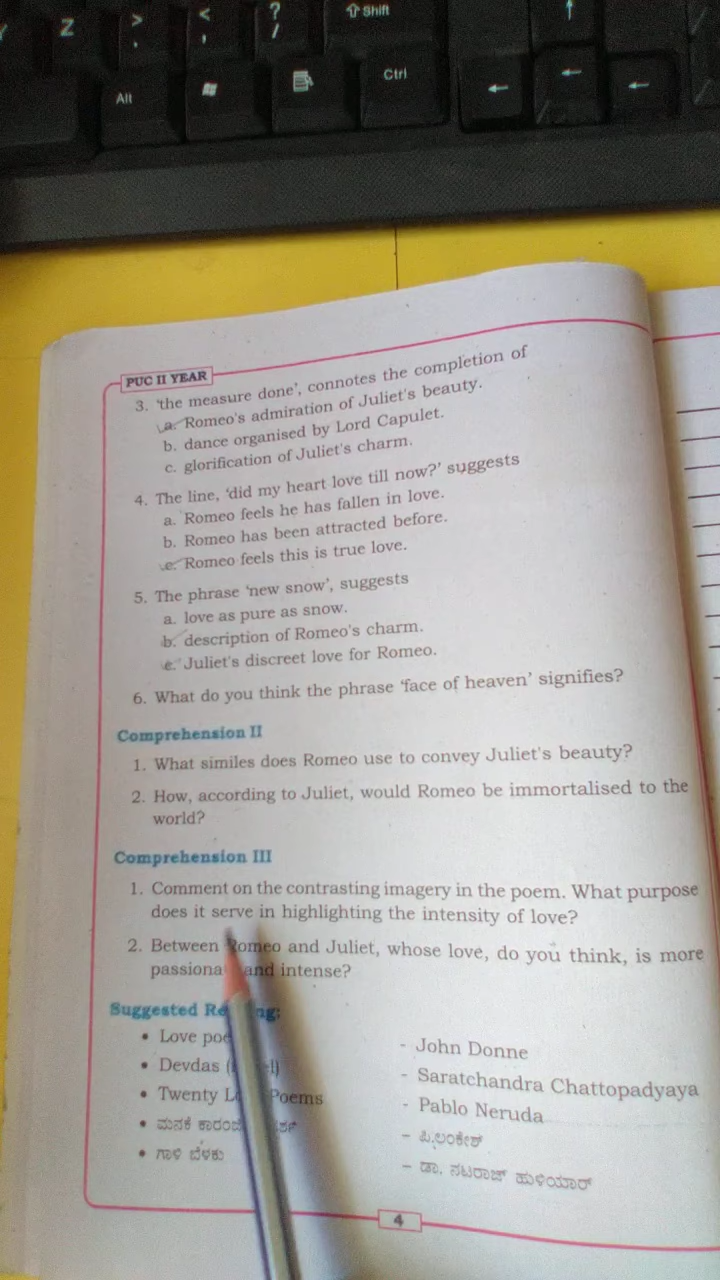 Z
>
.
<
,
?
/
⇧ Shift
↑
Alt
Ctrl
←
←
←
PUC II YEAR
3. 'the measure done', connotes the completion of
a. Romeo's admiration of Juliet's beauty.
b. dance organised by Lord Capulet.
c. glorification of Juliet's charm.
4. The line, 'did my heart love till now?' suggests
a. Romeo feels he has fallen in love.
b. Romeo has been attracted before.
c. Romeo feels this is true love.
5. The phrase 'new snow', suggests
a. love as pure as snow.
b. description of Romeo's charm.
c. Juliet's discreet love for Romeo.
6. What do you think the phrase 'face of heaven' signifies?
Comprehension II
1. What similes does Romeo use to convey Juliet's beauty?
2. How, according to Juliet, would Romeo be immortalised to the
world?
Comprehension III
1. Comment on the contrasting imagery in the poem. What purpose
does it serve in highlighting the intensity of love?
2. Between Romeo and Juliet, whose love, do you think, is more
and intense?
Suggested
• Love - John Donne
• Devdas - Saratchandra Chattopadyaya
• Twenty Poems - Pablo Neruda
• ಮನಕೆ - ಪಿ.ಲಂಕೇಶ್
• ಗಾಳಿ ಬೆಳಕು - ಡಾ. ನಟರಾಜ್ ಹುಳಿಯಾರ್
4